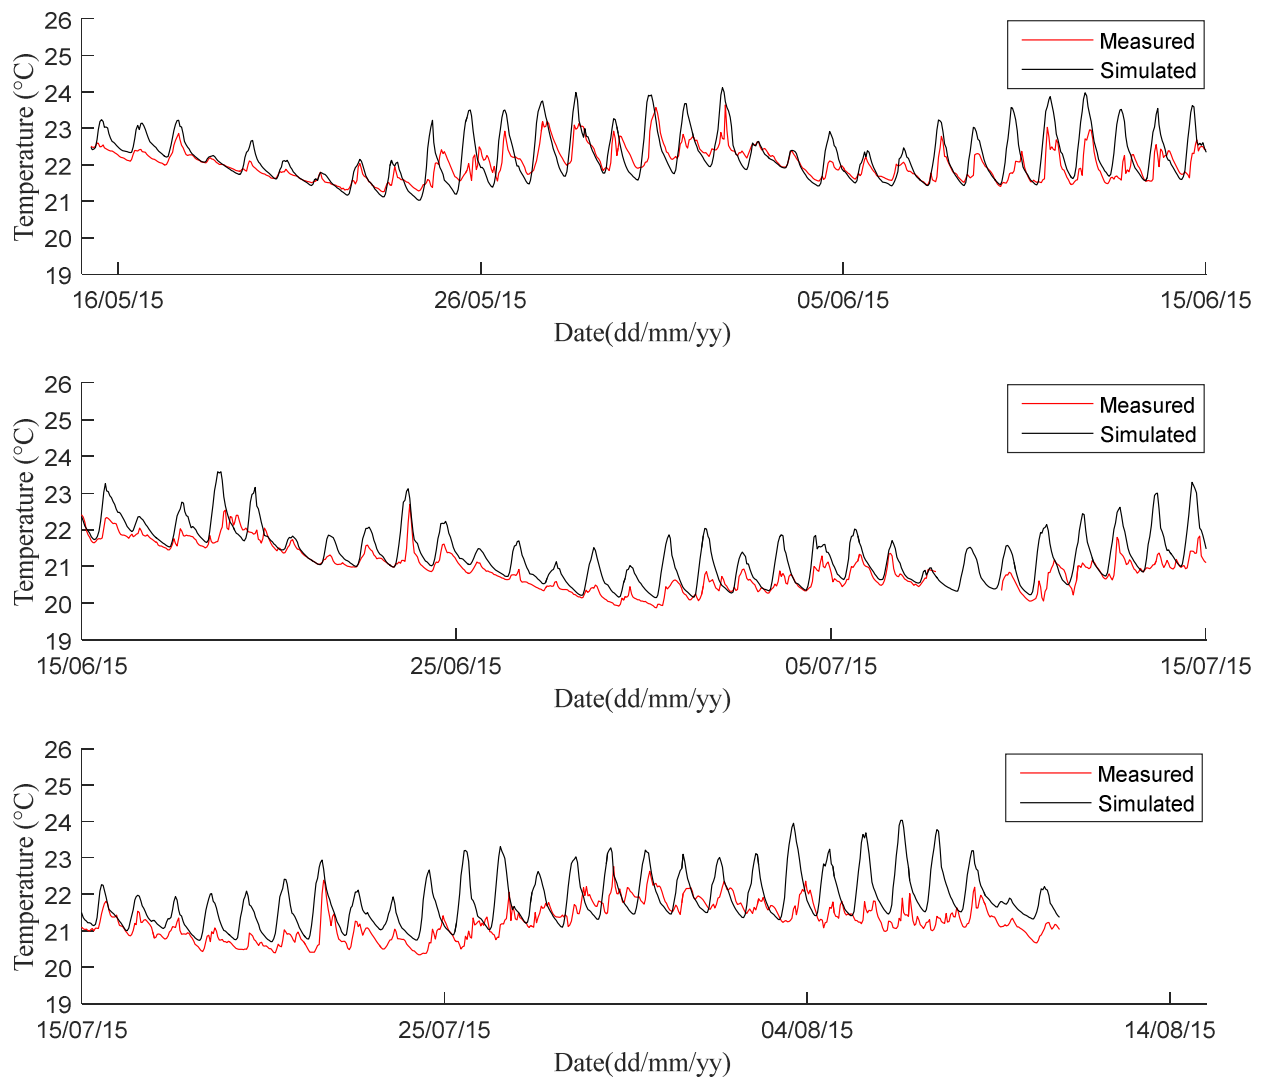 26
25
24
23
22
21
20
19
Temperature (°C)
Measured
Simulated
16/05/15 26/05/15 05/06/15 15/06/15
Date(dd/mm/yy)
26
25
24
23
22
21
20
19
Temperature (°C)
Measured
Simulated
15/06/15 25/06/15 05/07/15 15/07/15
Date(dd/mm/yy)
26
25
24
23
22
21
20
19
Temperature (°C)
Measured
Simulated
15/07/15 25/07/15 04/08/15 14/08/15
Date(dd/mm/yy)